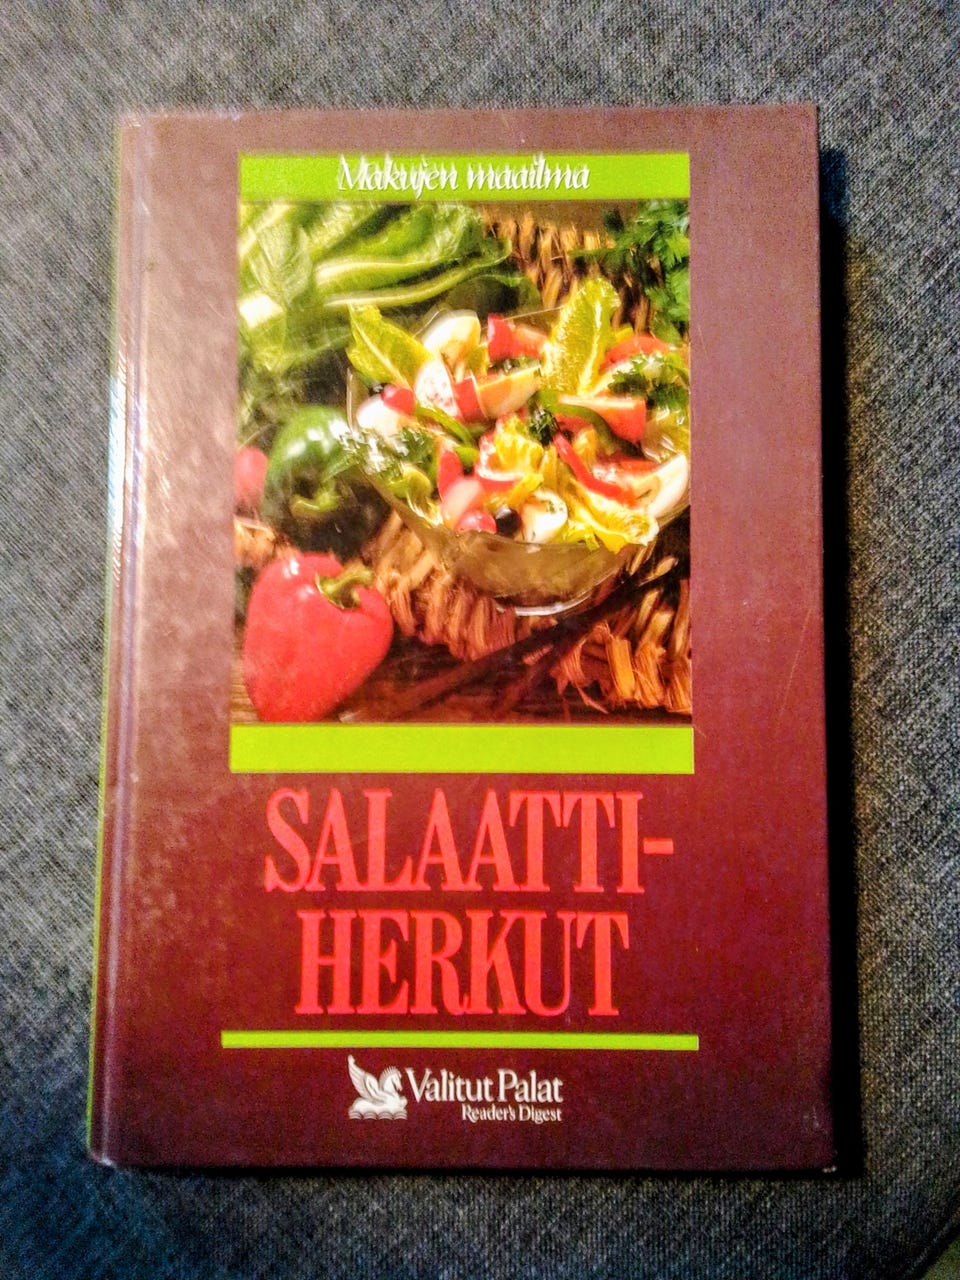 Makujen maailma
SALAATTI-
HERKUT
Valitut Palat
Reader's Digest